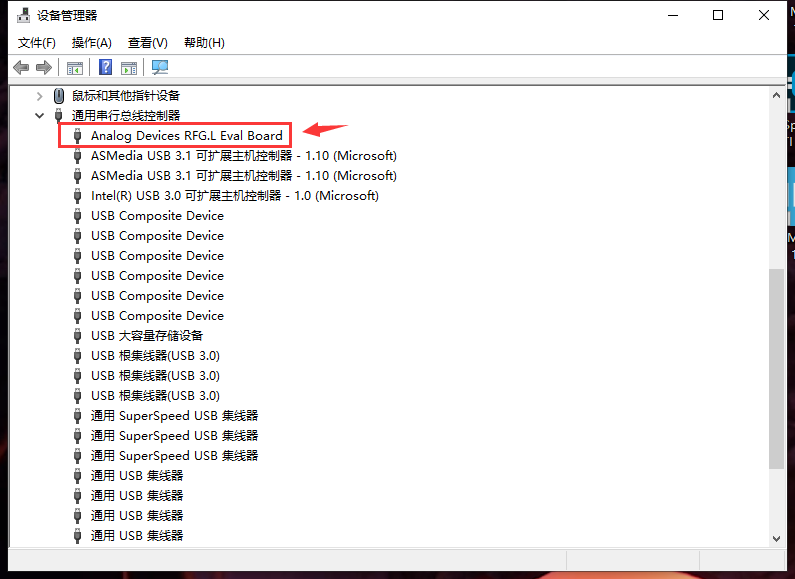 设备管理器
文件(F) 操作(A) 查看(V) 帮助(H)
鼠标和其他指针设备
通用串行总线控制器
Analog Devices RFG.L Eval Board
ASMedia USB 3.1 可扩展主机控制器 - 1.10 (Microsoft)
ASMedia USB 3.1 可扩展主机控制器 - 1.10 (Microsoft)
Intel(R) USB 3.0 可扩展主机控制器 - 1.0 (Microsoft)
USB Composite Device
USB Composite Device
USB Composite Device
USB Composite Device
USB Composite Device
USB Composite Device
USB 大容量存储设备
USB 根集线器(USB 3.0)
USB 根集线器(USB 3.0)
USB 根集线器(USB 3.0)
通用 SuperSpeed USB 集线器
通用 SuperSpeed USB 集线器
通用 SuperSpeed USB 集线器
通用 USB 集线器
通用 USB 集线器
通用 USB 集线器
通用 USB 集线器